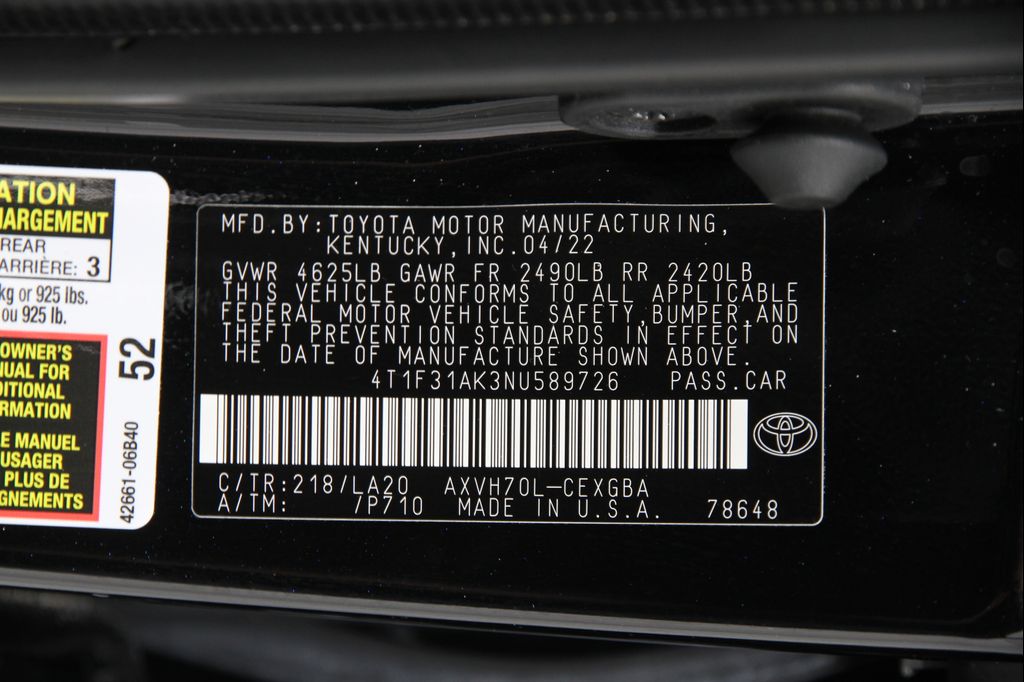 ATION
HARGEMENT
REAR
ARRIÈRE: 3
kg or 925 lbs.
ou 925 lb.
OWNER'S
UAL FOR
DITIONAL
RMATION
E MANUEL
USAGER
PLUS DE
GNEMENTS
52
42661-06B40
MFD.BY:TOYOTA MOTOR MANUFACTURING,
KENTUCKY,INC.04/22
GVWR 4625LB GAWR FR 2490LB RR 2420LB
THIS VEHICLE CONFORMS TO ALL APPLICABLE
FEDERAL MOTOR VEHICLE SAFETY,BUMPER,AND
THEFT PREVENTION STANDARDS IN EFFECT ON
THE DATE OF MANUFACTURE SHOWN ABOVE.
4T1F31AK3NU589726 PASS.CAR
C/TR:218/LA20 AXVH70L-CEXGBA
A/TM: /P710 MADE IN U.S.A. 78648